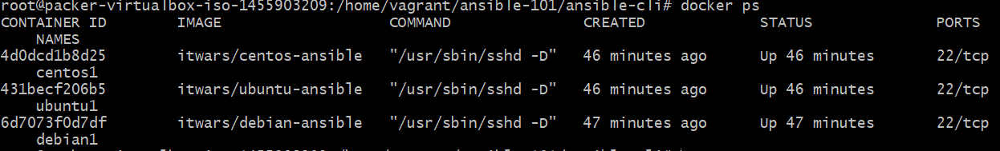 root@packer-virtualbox-iso-1455903209:/home/vagrant/ansible-101/ansible-cli# docker ps
CONTAINER ID        IMAGE                    COMMAND               CREATED             STATUS              PORTS
    NAMES
4d0dcd1b8d25        itwars/centos-ansible   "/usr/sbin/sshd -D"   46 minutes ago      Up 46 minutes       22/tcp
    centos1
431becf206b5        itwars/ubuntu-ansible   "/usr/sbin/sshd -D"   46 minutes ago      Up 46 minutes       22/tcp
    ubuntu1
6d7073f0d7df        itwars/debian-ansible   "/usr/sbin/sshd -D"   47 minutes ago      Up 47 minutes       22/tcp
    debian1